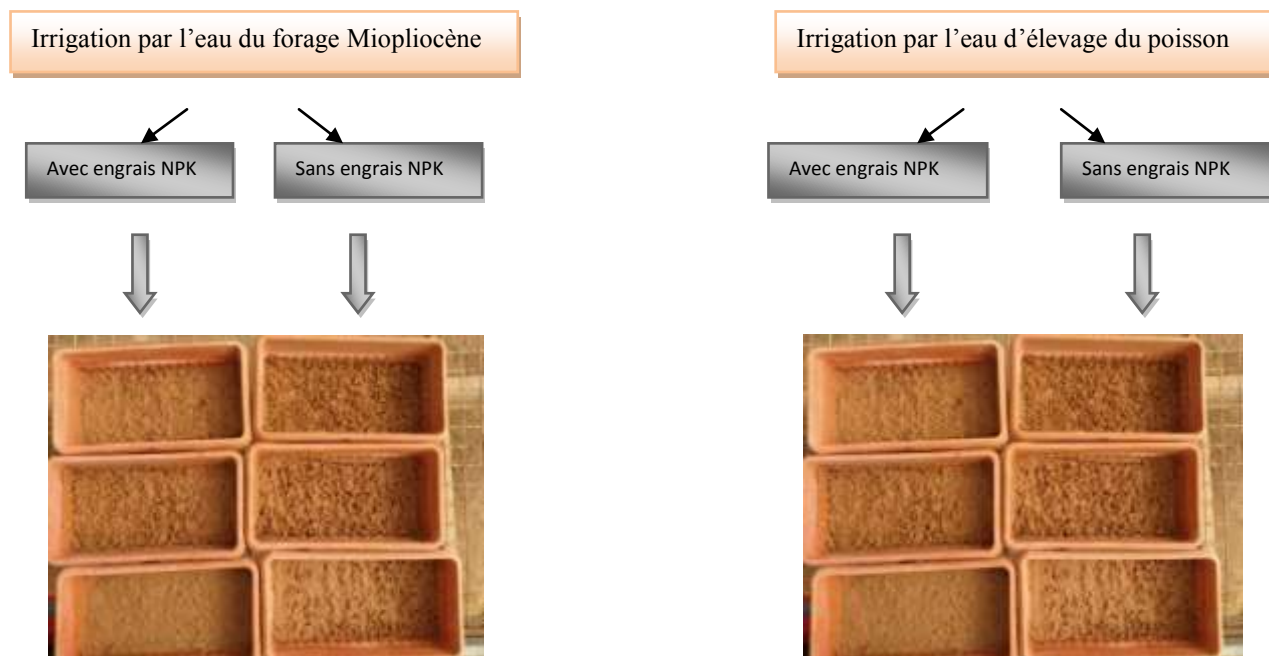 Irrigation par l’eau du forage Miopliocène
Irrigation par l’eau d’élevage du poisson
Avec engrais NPK
Sans engrais NPK
Avec engrais NPK
Sans engrais NPK